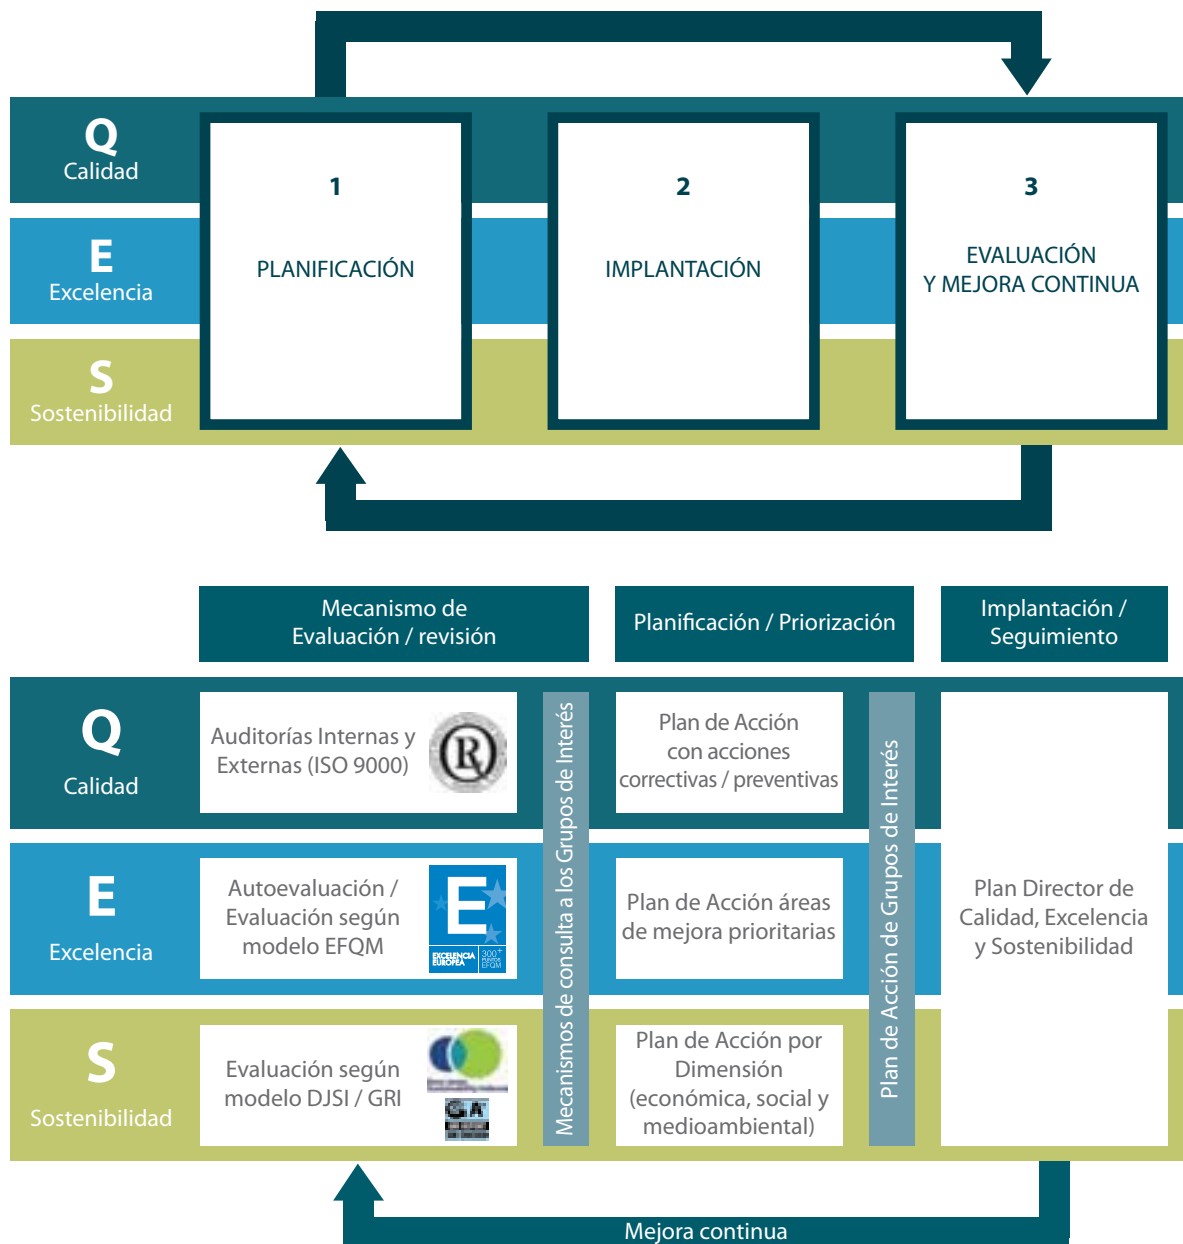 Q
Calidad
E
Excelencia
S
Sostenibilidad
1
PLANIFICACIÓN
2
IMPLANTACIÓN
3
EVALUACIÓN
Y MEJORA CONTINUA
Mecanismo de
Evaluación / revisión
Planificación / Priorización
Implantación /
Seguimiento
Q
Calidad
Auditorías Internas y
Externas (ISO 9000)
R
Mecanismos de consulta a los Grupos de Interés
Plan de Acción
con acciones
correctivas / preventivas
Plan de Acción de Grupos de Interés
Plan Director de
Calidad, Excelencia
y Sostenibilidad
E
Excelencia
Autoevaluación /
Evaluación según
modelo EFQM
E
EXCELENCIA
EUROPEA
300+
PUNTOS
EFQM
Plan de Acción áreas
de mejora prioritarias
S
Sostenibilidad
Evaluación según
modelo DJSI / GRI
Plan de Acción por
Dimensión
(económica, social y
medioambiental)
Mejora continua